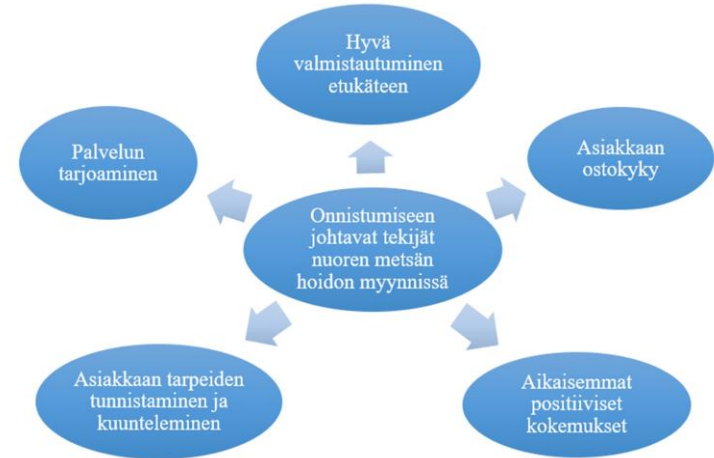 Hyvä
valmistautuminen
etukäteen
Palvelun
tarjoaminen
Asiakkaan
ostokyky
Onnistumiseen
johtavat tekijät
nuoren metsän
hoidon myynnissä
Asiakkaan tarpeiden
tunnistaminen ja
kuunteleminen
Aikaisemmat
positiiviset
kokemukset